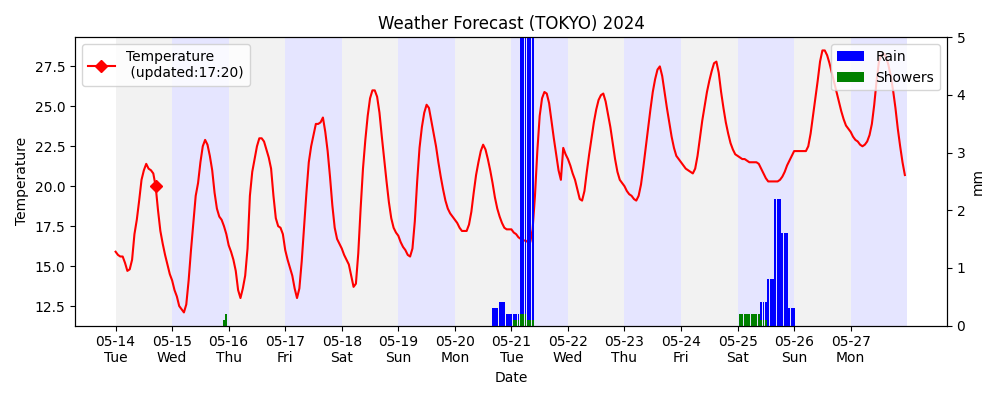 Weather Forecast (TOKYO) 2024
Temperature
(updated:17:20)
Rain
Showers
Temperature
27.5
25.0
22.5
20.0
17.5
15.0
12.5
5
4
3
2
1
0
mm
05-14 05-15 05-16 05-17 05-18 05-19 05-20 05-21 05-22 05-23 05-24 05-25 05-26 05-27
Tue Wed Thu Fri Sat Sun Mon Tue Wed Thu Fri Sat Sun Mon
Date